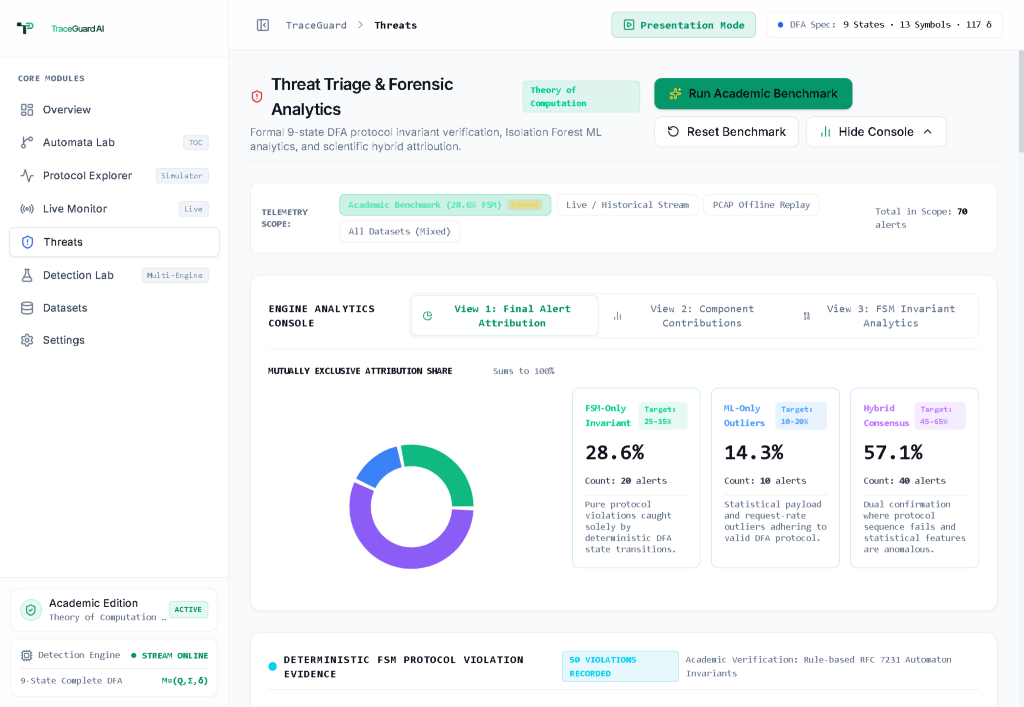 TraceGuard AI
TraceGuard > Threats
Presentation Mode
DFA Spec: 9 States · 13 Symbols · 117 δ
CORE MODULES
Overview
Automata Lab TOC
Protocol Explorer Simulator
Live Monitor Live
Threats
Detection Lab Multi-Engine
Datasets
Settings
Academic Edition
Theory of Computation …
ACTIVE
Detection Engine STREAM ONLINE
9-State Complete DFA M=(Q,Σ,δ)
Threat Triage & Forensic
Analytics
Theory of
Computation
Formal 9-state DFA protocol invariant verification, Isolation Forest ML
analytics, and scientific hybrid attribution.
Run Academic Benchmark
Reset Benchmark
Hide Console
TELEMETRY
SCOPE:
Academic Benchmark (28.6% FSM) Seeded
Live / Historical Stream
PCAP Offline Replay
All Datasets (Mixed)
Total in Scope: 70
alerts
ENGINE ANALYTICS
CONSOLE
View 1: Final Alert
Attribution
View 2: Component
Contributions
View 3: FSM Invariant
Analytics
MUTUALLY EXCLUSIVE ATTRIBUTION SHARE
Sums to 100%
FSM-Only
Invariant
Target:
25-35%
28.6%
Count: 20 alerts
Pure protocol
violations caught
solely by
deterministic DFA
state transitions.
ML-Only
Outliers
Target:
10-20%
14.3%
Count: 10 alerts
Statistical payload
and request-rate
outliers adhering to
valid DFA protocol.
Hybrid
Consensus
Target:
45-65%
57.1%
Count: 40 alerts
Dual confirmation
where protocol
sequence fails and
statistical features
are anomalous.
DETERMINISTIC FSM PROTOCOL VIOLATION
EVIDENCE
50 VIOLATIONS
RECORDED
Academic Verification: Rule-based RFC 7231 Automaton
Invariants